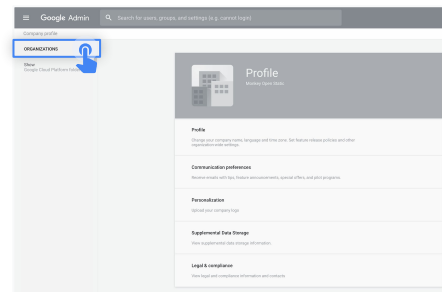 Google Admin
Search for users, groups, and settings (e.g. cannot login)
Company profile
ORGANIZATIONS
Show
Google Cloud Platform
Profile
Profile
Change your company name, language and time zone. Set feature release policies and other
organization-wide settings.
Communication preferences
Receive emails with tips, feature announcements, special offers, and pilot programs.
Personalization
Upload your company logo
Supplemental Data Storage
View supplemental data storage information
Legal & compliance
View legal and compliance information and contacts